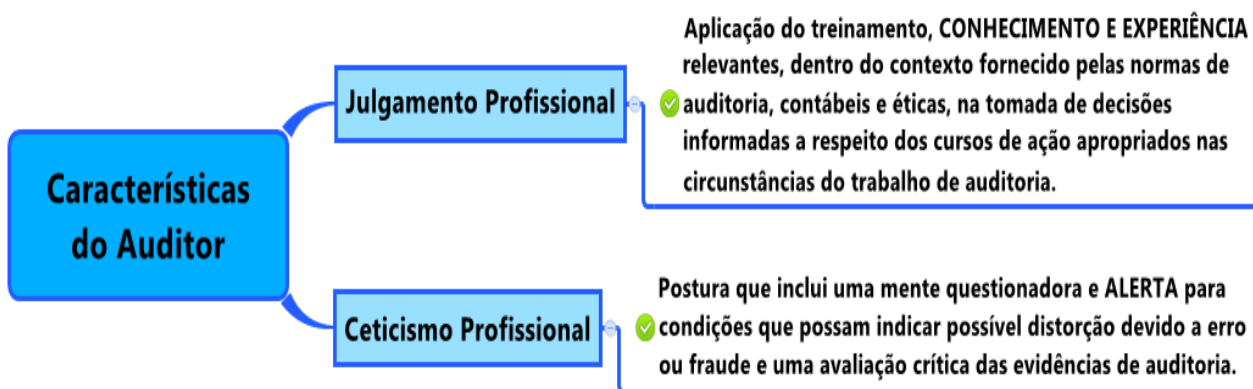 Características
do Auditor
Julgamento Profissional
Aplicação do treinamento, CONHECIMENTO E EXPERIÊNCIA
relevantes, dentro do contexto fornecido pelas normas de
auditoria, contábeis e éticas, na tomada de decisões
informadas a respeito dos cursos de ação apropriados nas
circunstâncias do trabalho de auditoria.
Ceticismo Profissional
Postura que inclui uma mente questionadora e ALERTA para
condições que possam indicar possível distorção devido a erro
ou fraude e uma avaliação crítica das evidências de auditoria.